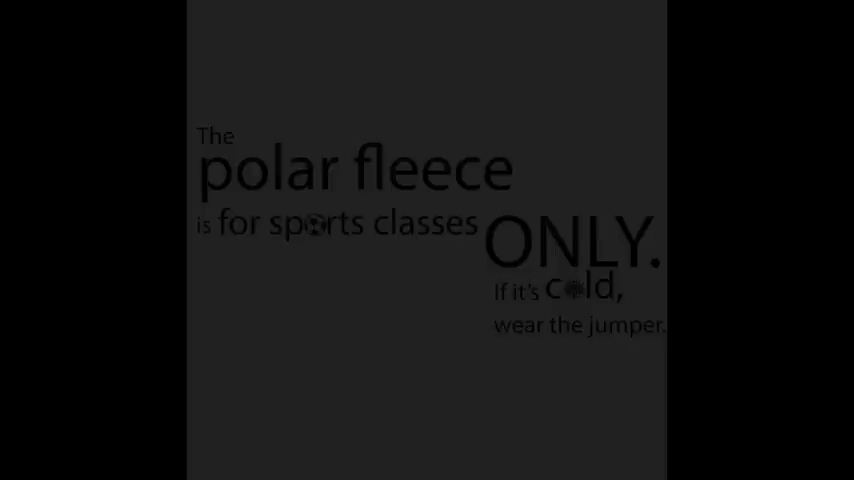 The
polar fleece
is for sports classes
ONLY.
If it's cold,
wear the jumper.